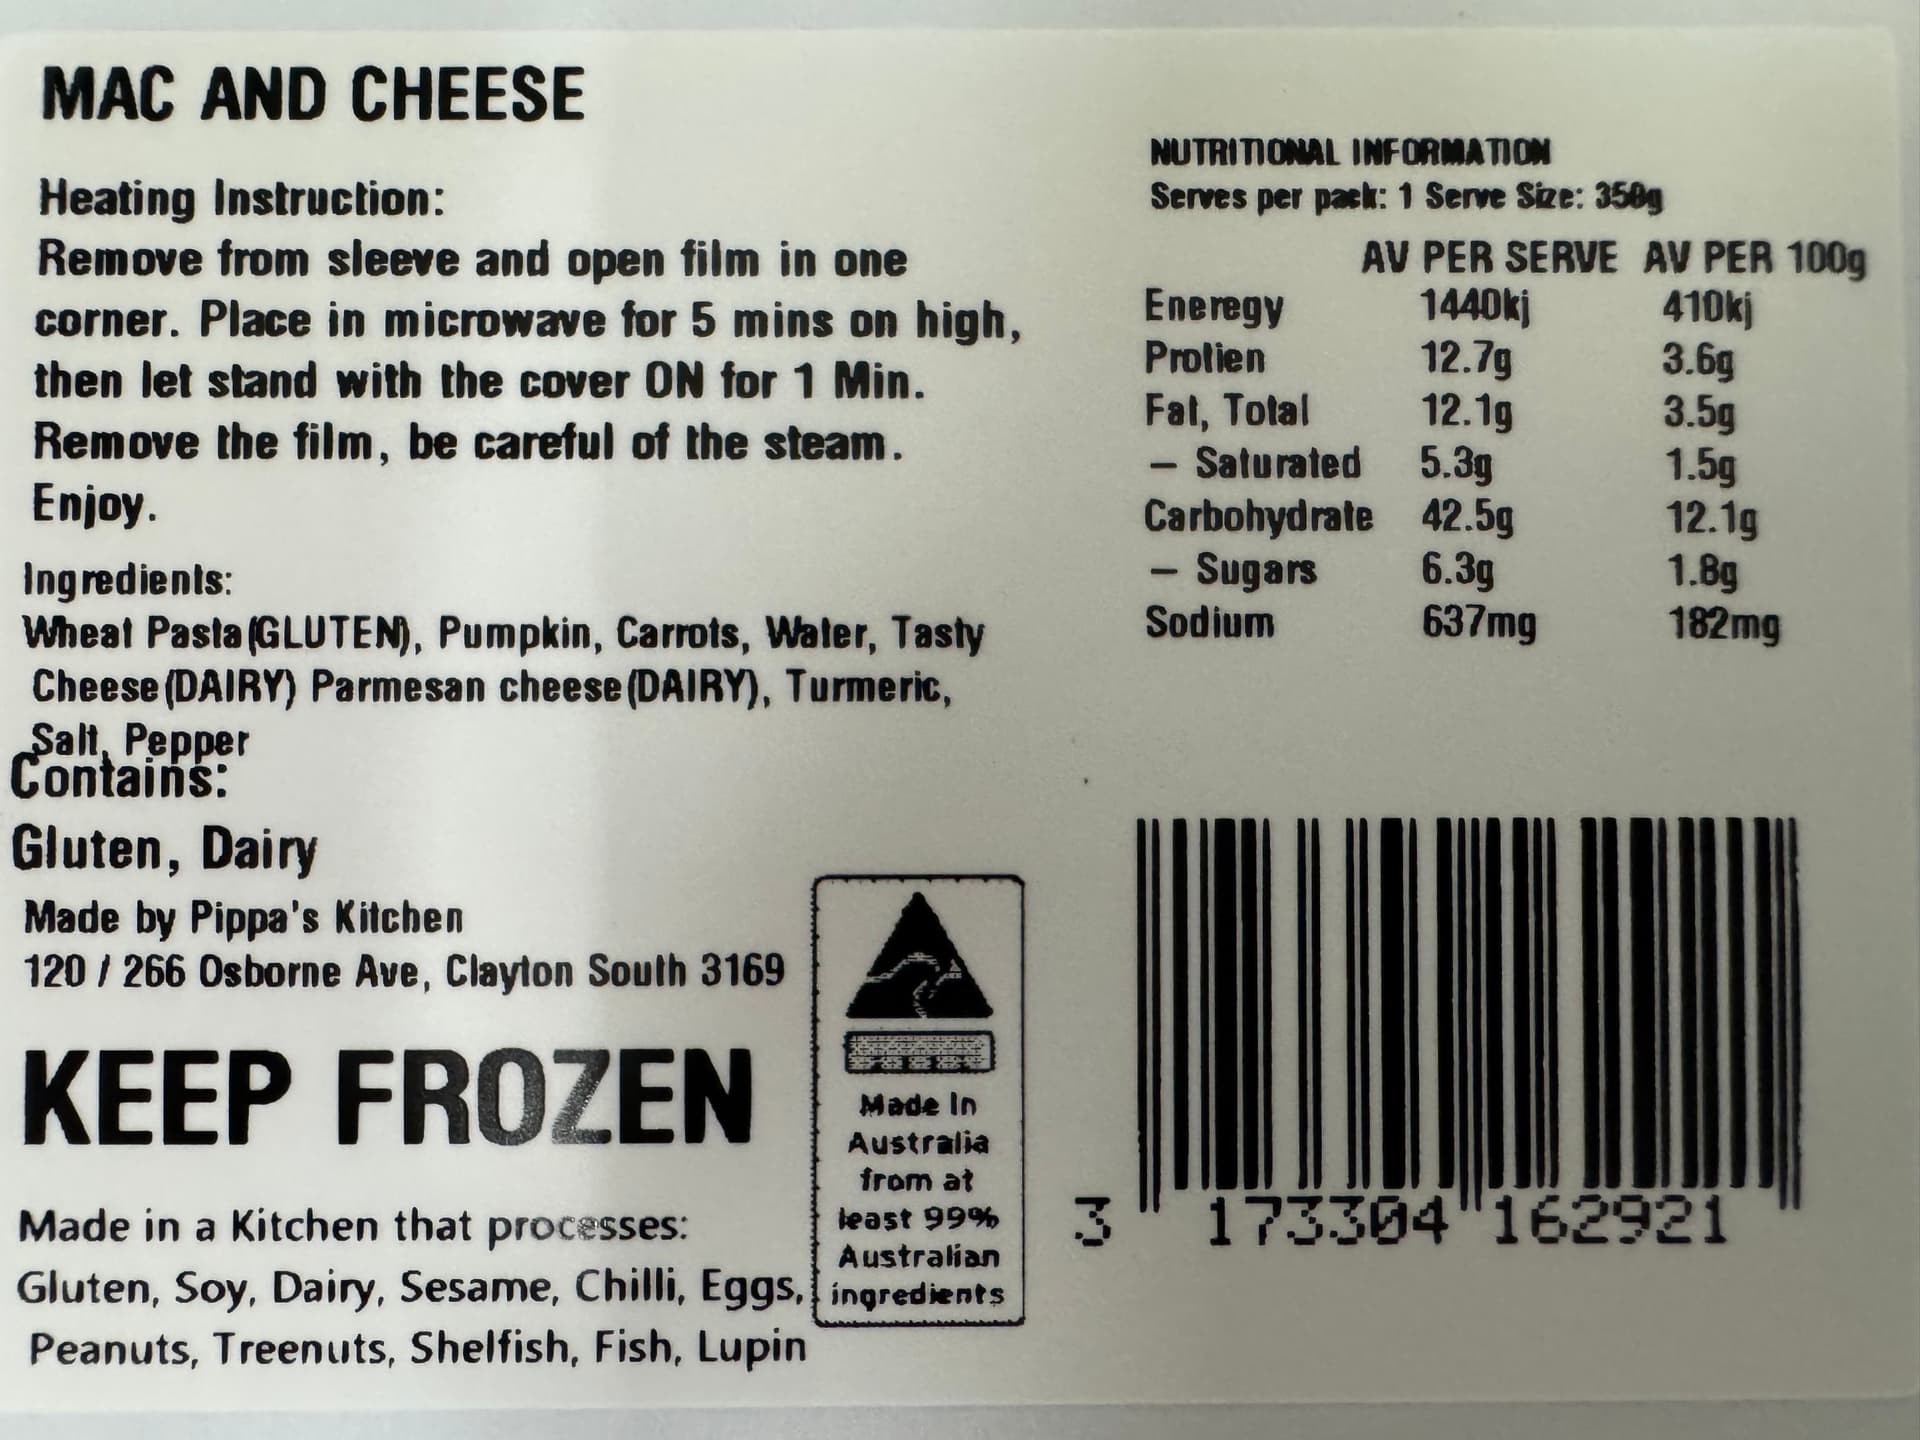 MAC AND CHEESE
Heating Instruction:
Remove from sleeve and open film in one
corner. Place in microwave for 5 mins on high,
then let stand with the cover ON for 1 Min.
Remove the film, be careful of the steam.
Enjoy.
Ingredients:
Wheat Pasta(GLUTEN), Pumpkin, Carrots, Water, Tasty
Cheese(DAIRY) Parmesan cheese(DAIRY), Turmeric,
Salt, Pepper
Contains:
Gluten, Dairy
Made by Pippa's Kitchen
120 / 266 Osborne Ave, Clayton South 3169
KEEP FROZEN
Made in a Kitchen that processes:
Gluten, Soy, Dairy, Sesame, Chilli, Eggs,
Peanuts, Treenuts, Shelfish, Fish, Lupin
Made In
Australia
from at
least 99%
Australian
ingredients
NUTRITIONAL INFORMATION
Serves per pack: 1 Serve Size: 350g
AV PER SERVE AV PER 100g
Eneregy 1440kj 410kj
Protien 12.7g 3.6g
Fat, Total 12.1g 3.5g
– Saturated 5.3g 1.5g
Carbohydrate 42.5g 12.1g
– Sugars 6.3g 1.8g
Sodium 637mg 182mg
3 173304 162921